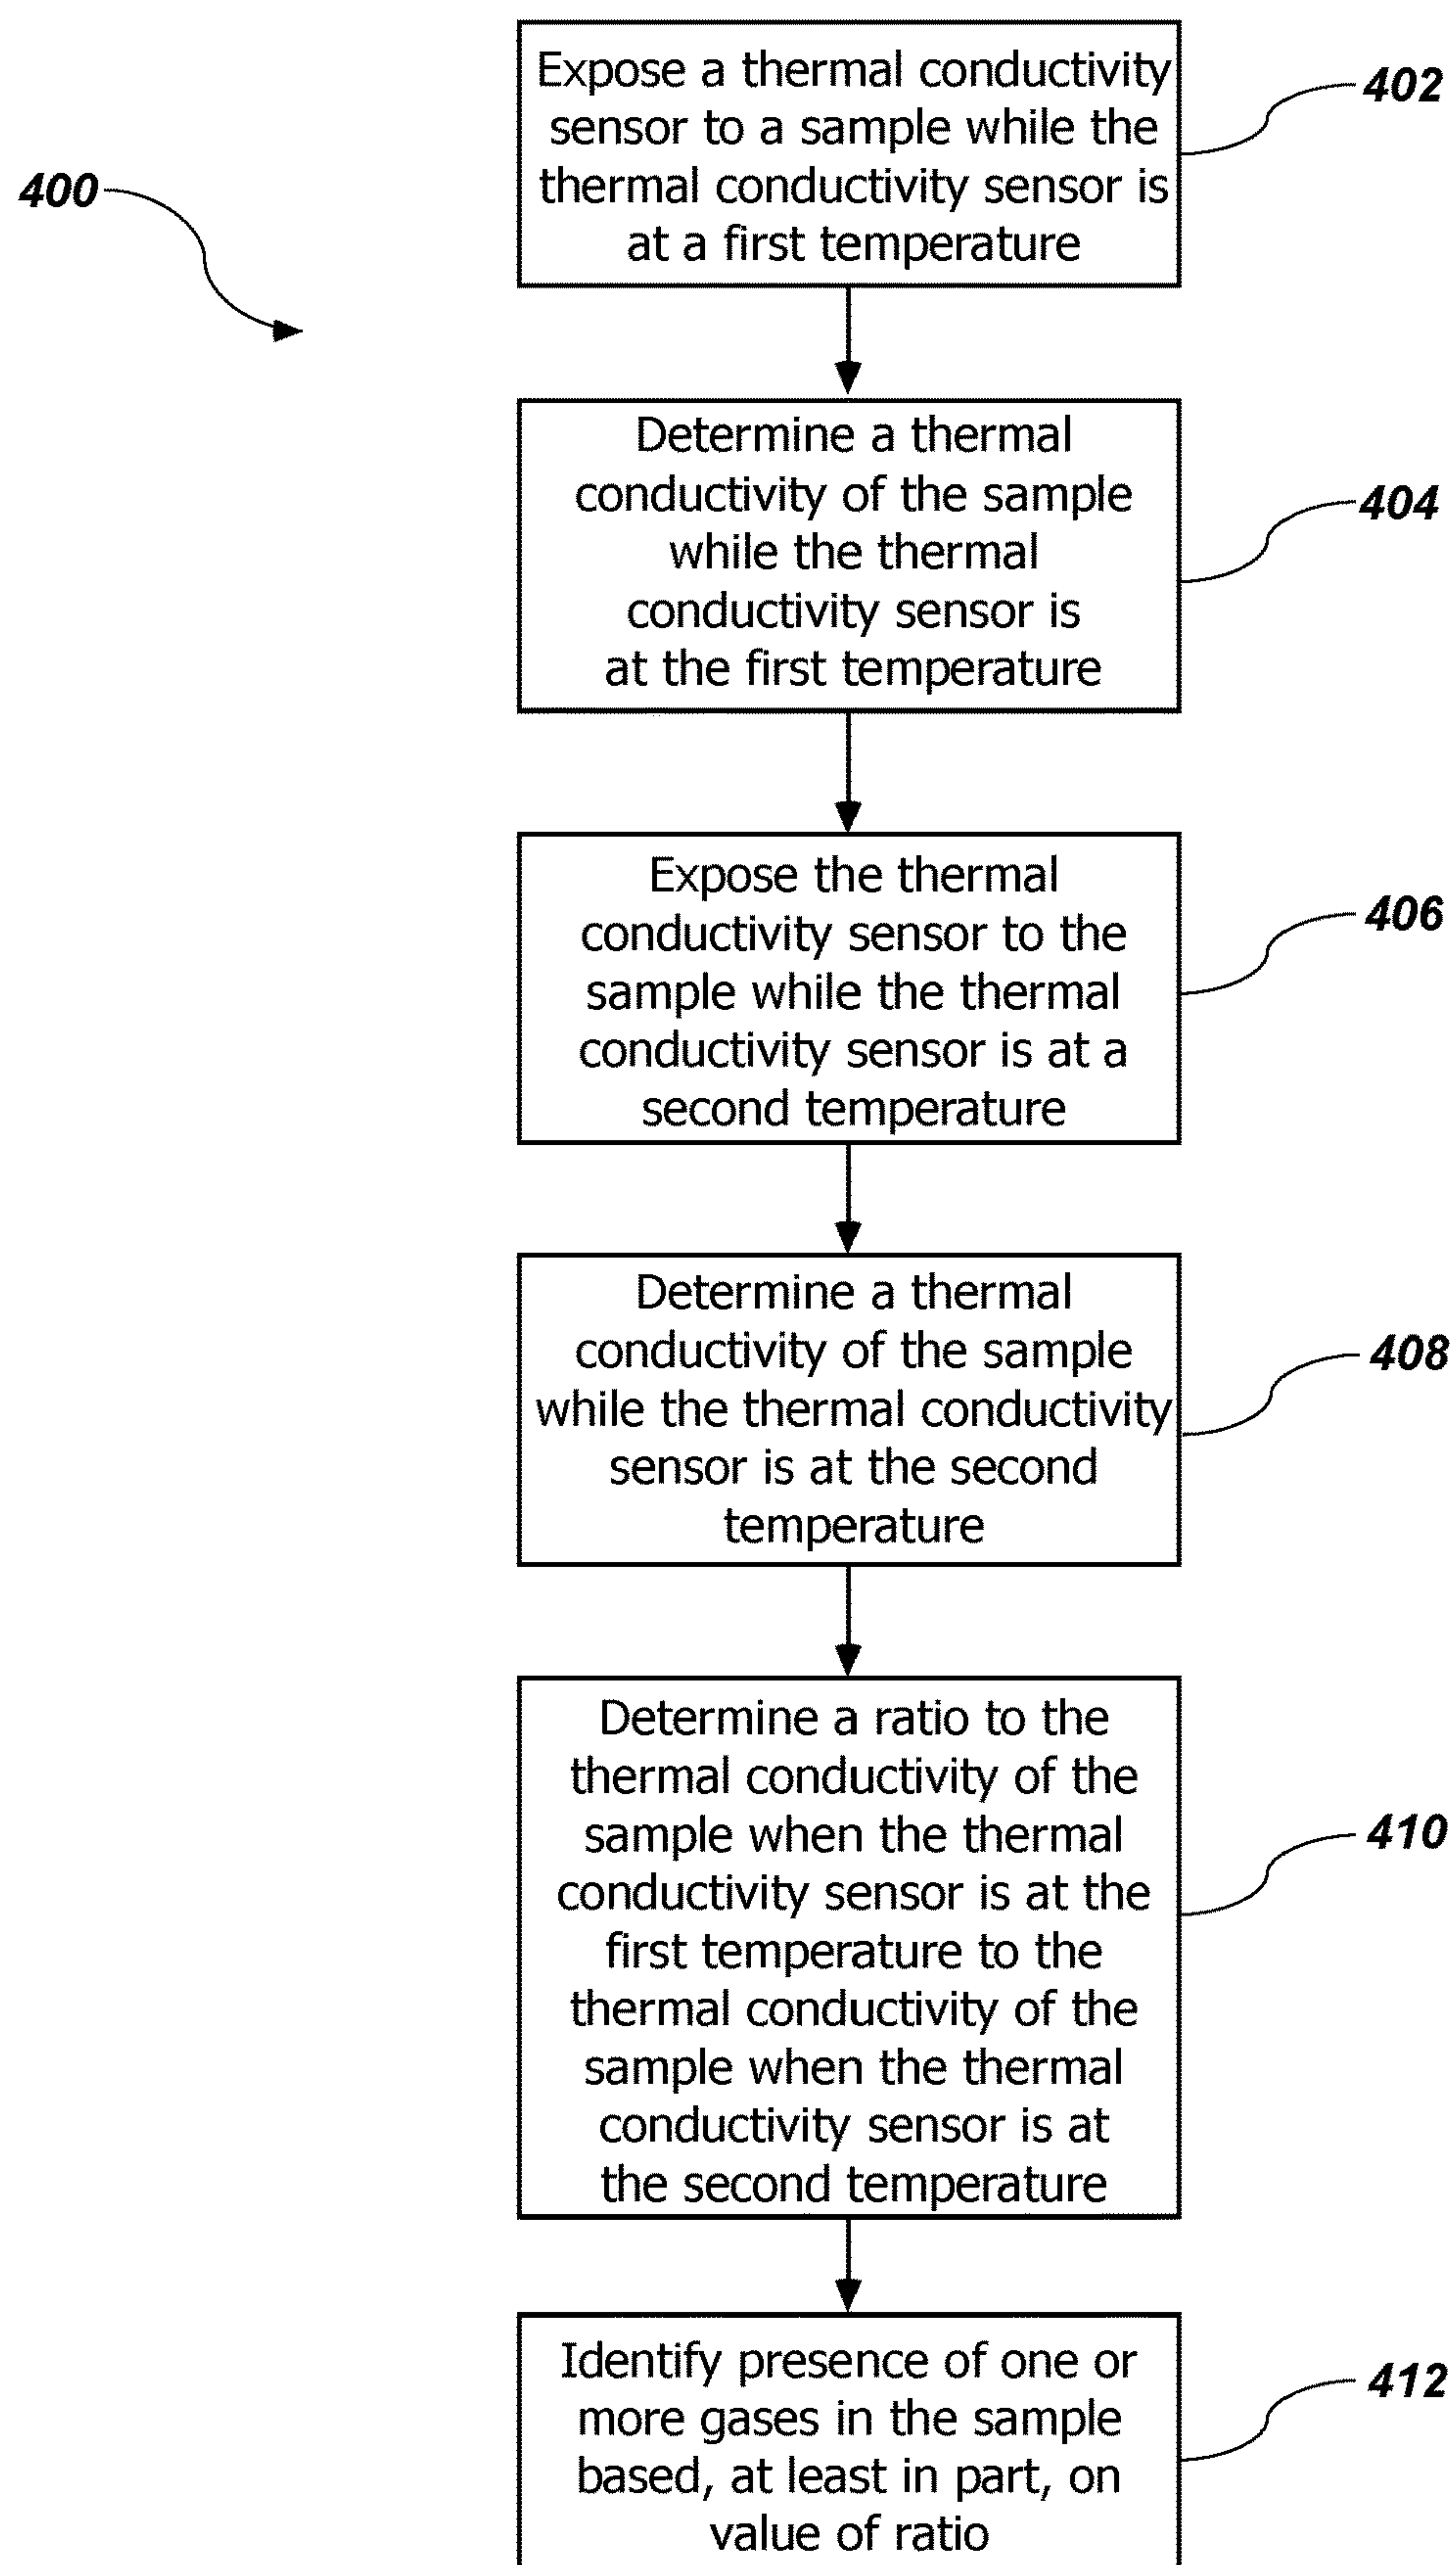 Expose a thermal conductivity
sensor to a sample while the
thermal conductivity sensor is
at a first temperature
402
400
Determine a thermal
conductivity of the sample
while the thermal
conductivity sensor is
at the first temperature
404
Expose the thermal
conductivity sensor to the
sample while the thermal
conductivity sensor is at a
second temperature
406
Determine a thermal
conductivity of the sample
while the thermal conductivity
sensor is at the second
temperature
408
Determine a ratio to the
thermal conductivity of the
sample when the thermal
conductivity sensor is at the
first temperature to the
thermal conductivity of the
sample when the thermal
conductivity sensor is at
the second temperature
410
Identify presence of one or
more gases in the sample
based, at least in part, on
value of ratio
412